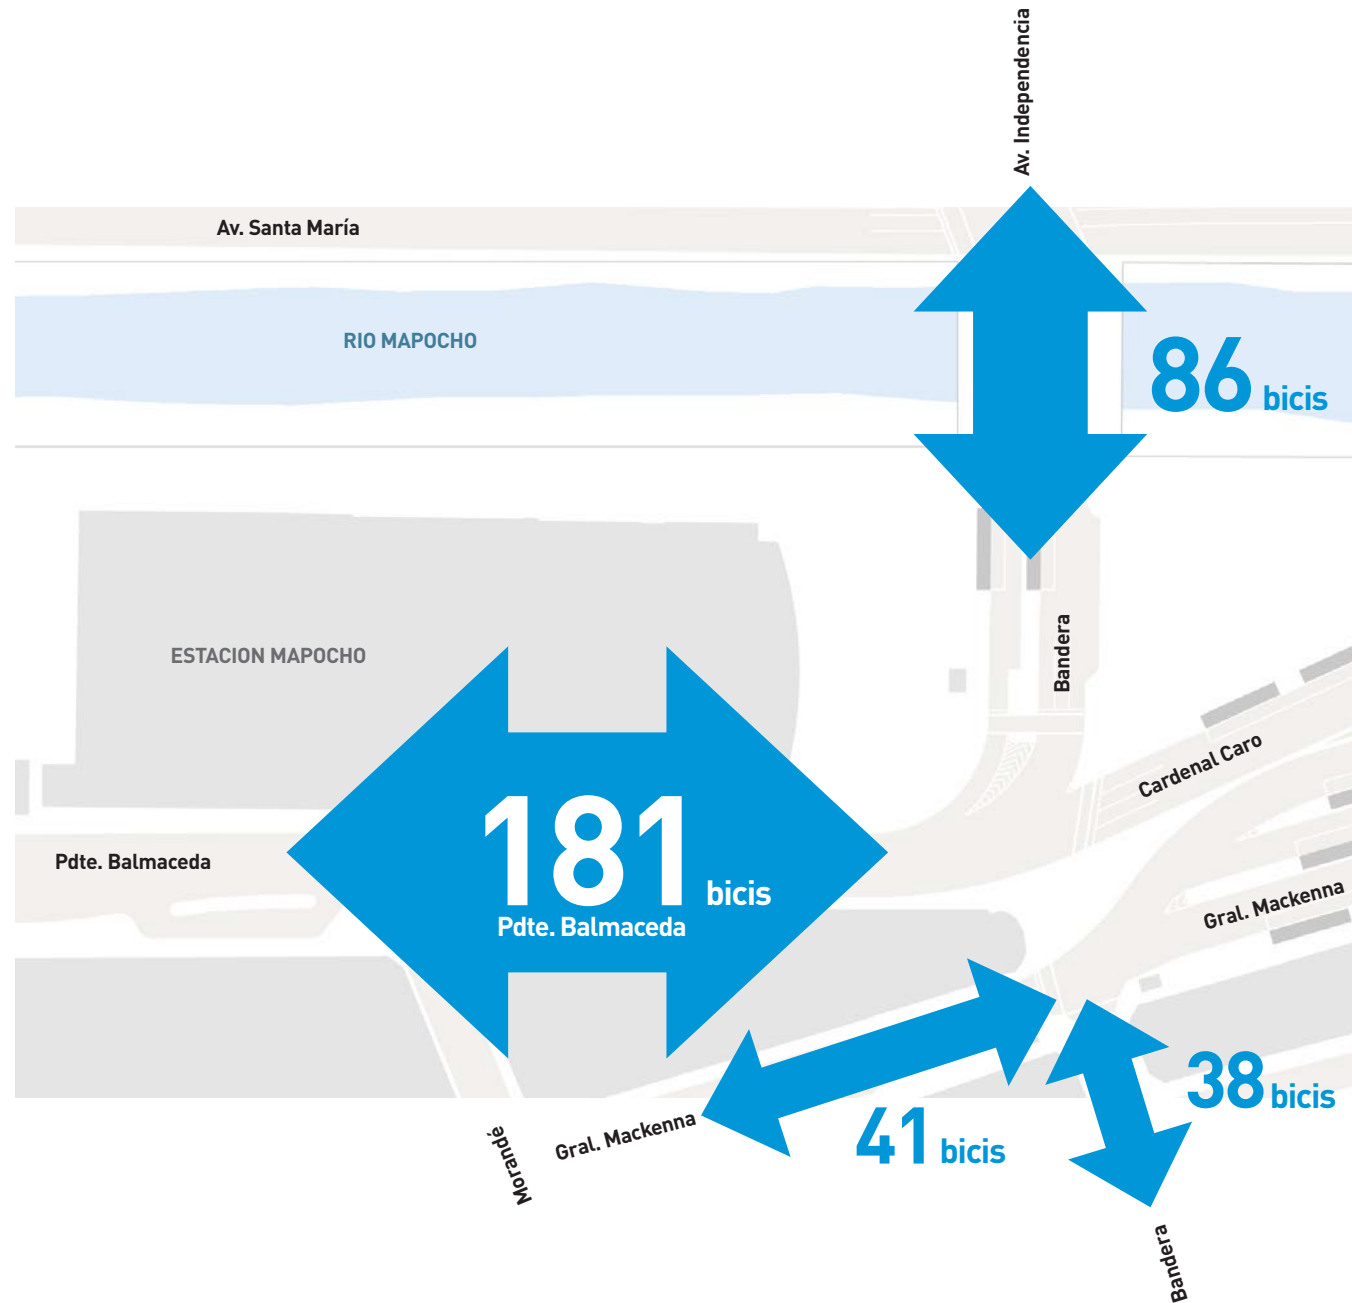 Av. Independencia
Av. Santa María
RIO MAPOCHO
86 bicis
ESTACION MAPOCHO
Bandera
Cardenal Caro
181 bicis
Pdte. Balmaceda
Pdte. Balmaceda
Gral. Mackenna
38 bicis
41 bicis
Gral. Mackenna
Morandé
Bandera